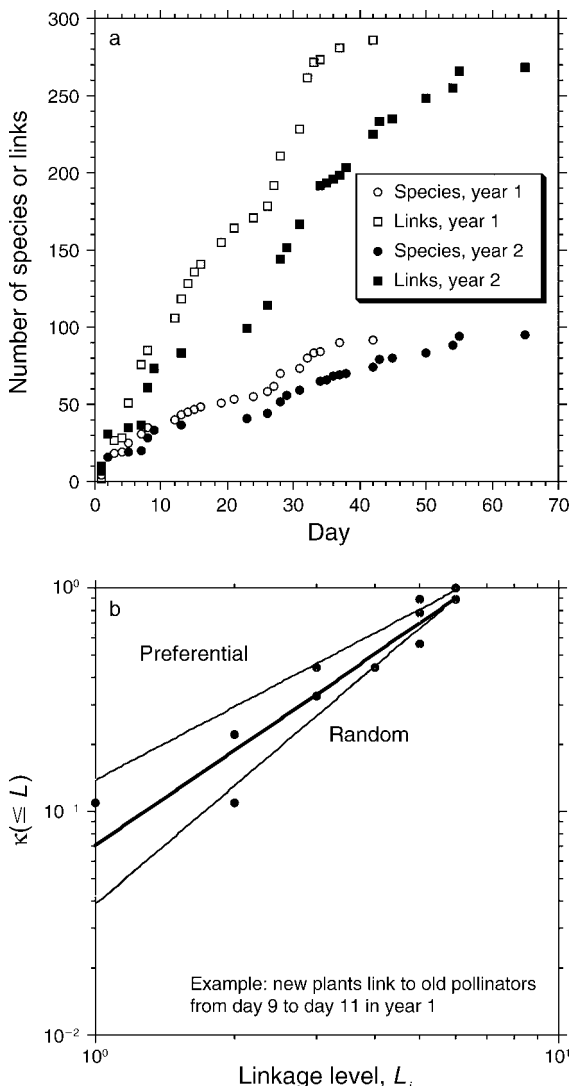 a
300
250
200
150
100
50
0
Number of species or links
Species, year 1
Links, year 1
Species, year 2
Links, year 2
0 10 20 30 40 50 60 70
Day
b
10⁰
Preferential
Random
10⁻¹
κ(≤ L)
Example: new plants link to old pollinators
from day 9 to day 11 in year 1
10⁻²
10⁰ 10¹
Linkage level, L